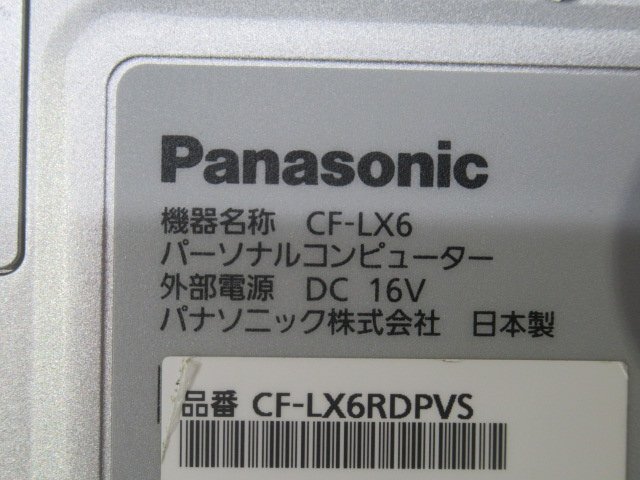 Panasonic
機器名称 CF-LX6
パーソナルコンピューター
外部電源 DC 16V
パナソニック株式会社 日本製
品番 CF-LX6RDPVS